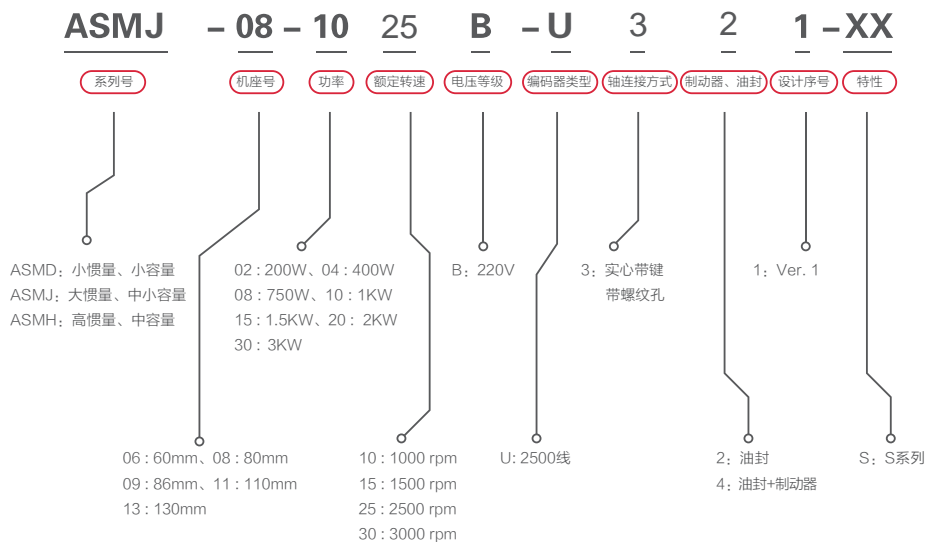 ASMJ -08-10 25 B -U 3 2 1-XX
系列号 机座号 功率 额定转速 电压等级 编码器类型 轴连接方式 制动器、油封 设计序号 特性
ASMD：小惯量、小容量
ASMJ：大惯量、中小容量
ASMH：高惯量、中容量
02：200W、04：400W
08：750W、10：1KW
15：1.5KW、20：2KW
30：3KW
B：220V
3：实心带键
带螺纹孔
1：Ver. 1
06：60mm、08：80mm
09：86mm、11：110mm
13：130mm
10：1000 rpm
15：1500 rpm
25：2500 rpm
30：3000 rpm
U: 2500线
2；油封
4；油封+制动器
S；S系列